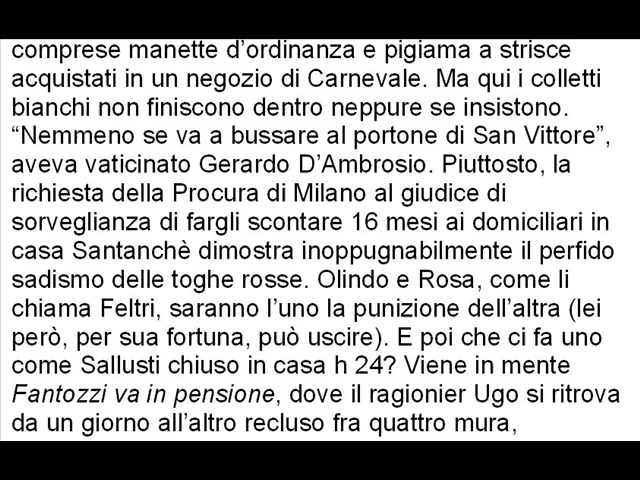 comprese manette d’ordinanza e pigiama a strisce
acquistati in un negozio di Carnevale. Ma qui i colletti
bianchi non finiscono dentro neppure se insistono.
“Nemmeno se va a bussare al portone di San Vittore”,
aveva vaticinato Gerardo D’Ambrosio. Piuttosto, la
richiesta della Procura di Milano al giudice di
sorveglianza di fargli scontare 16 mesi ai domiciliari in
casa Santanchè dimostra inoppugnabilmente il perfido
sadismo delle toghe rosse. Olindo e Rosa, come li
chiama Feltri, saranno l’uno la punizione dell’altra (lei
però, per sua fortuna, può uscire). E poi che ci fa uno
come Sallusti chiuso in casa h 24? Viene in mente
Fantozzi va in pensione, dove il ragionier Ugo si ritrova
da un giorno all’altro recluso fra quattro mura,